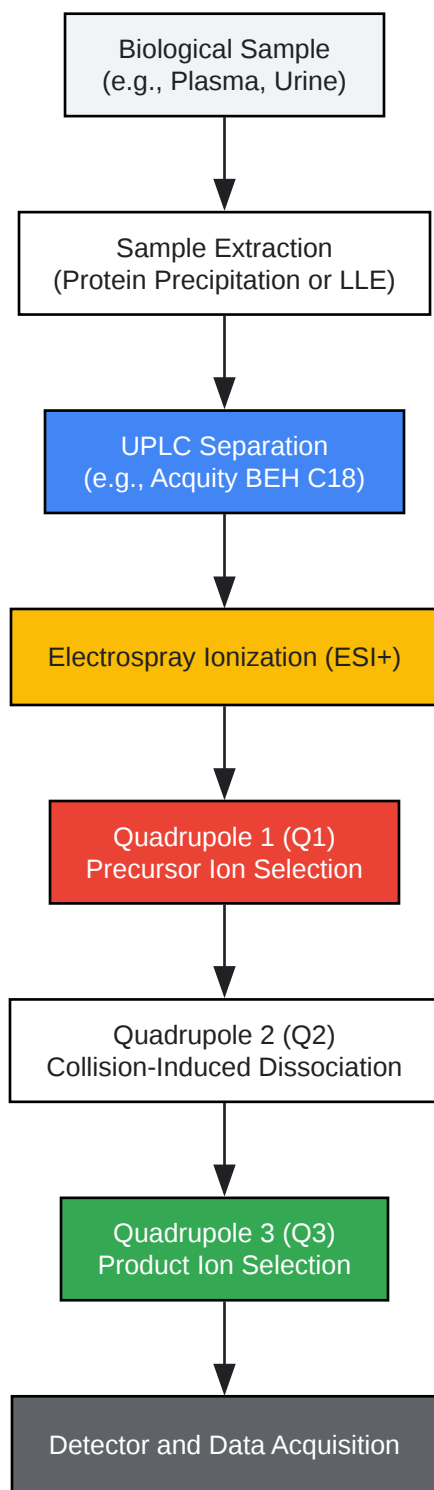 Biological Sample
(e.g., Plasma, Urine)
Sample Extraction
(Protein Precipitation or LLE)
UPLC Separation
(e.g., Acquity BEH C18)
Electrospray Ionization (ESI+)
Quadrupole 1 (Q1)
Precursor Ion Selection
Quadrupole 2 (Q2)
Collision-Induced Dissociation
Quadrupole 3 (Q3)
Product Ion Selection
Detector and Data Acquisition